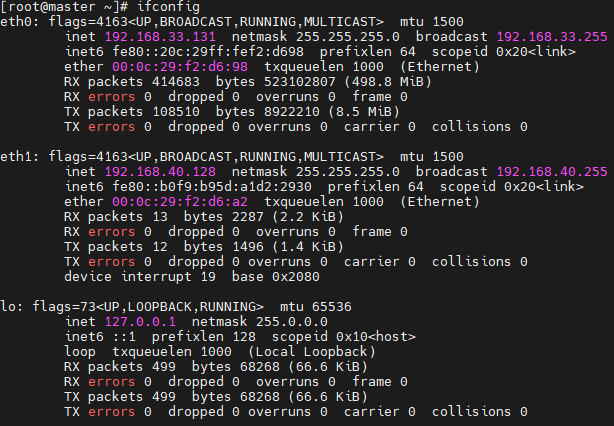 [root@master ~]# ifconfig
eth0: flags=4163<UP,BROADCAST,RUNNING,MULTICAST>  mtu 1500
        inet 192.168.33.131  netmask 255.255.255.0  broadcast 192.168.33.255
        inet6 fe80::20c:29ff:fef2:d698  prefixlen 64  scopeid 0x20<link>
        ether 00:0c:29:f2:d6:98  txqueuelen 1000  (Ethernet)
        RX packets 414683  bytes 523102807 (498.8 MiB)
        RX errors 0  dropped 0  overruns 0  frame 0
        TX packets 108510  bytes 8922210 (8.5 MiB)
        TX errors 0  dropped 0 overruns 0  carrier 0  collisions 0
eth1: flags=4163<UP,BROADCAST,RUNNING,MULTICAST>  mtu 1500
        inet 192.168.40.128  netmask 255.255.255.0  broadcast 192.168.40.255
        inet6 fe80::b0f9:b95d:a1d2:2930  prefixlen 64  scopeid 0x20<link>
        ether 00:0c:29:f2:d6:a2  txqueuelen 1000  (Ethernet)
        RX packets 13  bytes 2287 (2.2 KiB)
        RX errors 0  dropped 0  overruns 0  frame 0
        TX packets 12  bytes 1496 (1.4 KiB)
        TX errors 0  dropped 0 overruns 0  carrier 0  collisions 0
        device interrupt 19  base 0x2080
lo: flags=73<UP,LOOPBACK,RUNNING>  mtu 65536
        inet 127.0.0.1  netmask 255.0.0.0
        inet6 ::1  prefixlen 128  scopeid 0x10<host>
        loop  txqueuelen 1000  (Local Loopback)
        RX packets 499  bytes 68268 (66.6 KiB)
        RX errors 0  dropped 0  overruns 0  frame 0
        TX packets 499  bytes 68268 (66.6 KiB)
        TX errors 0  dropped 0 overruns 0  carrier 0  collisions 0